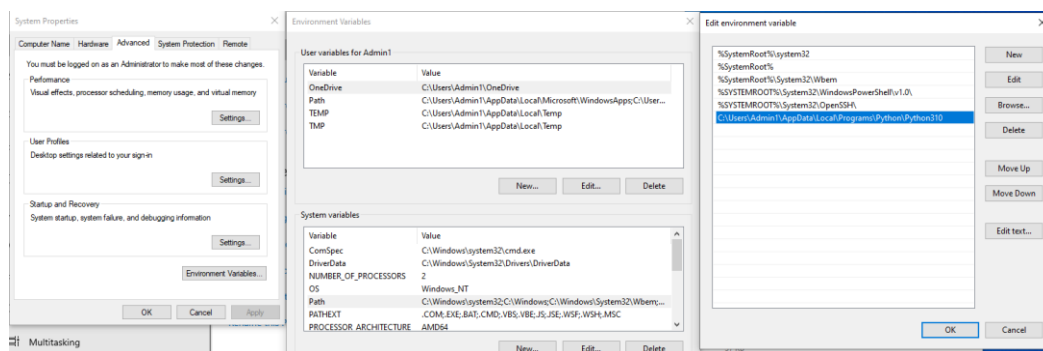 System Properties
Computer Name Hardware Advanced System Protection Remote
You must be logged on as an Administrator to make most of these changes.
Performance
Visual effects, processor scheduling, memory usage, and virtual memory
Settings...
User Profiles
Desktop settings related to your sign-in
Settings...
Startup and Recovery
System startup, system failure, and debugging information
Settings...
Environment Variables...
OK Cancel Apply
Multitasking
Environment Variables
User variables for Admin1
Variable Value
OneDrive C:\Users\Admin1\OneDrive
Path C:\Users\Admin1\AppData\Local\Microsoft\WindowsApps;C:\User...
TEMP C:\Users\Admin1\AppData\Local\Temp
TMP C:\Users\Admin1\AppData\Local\Temp
New... Edit... Delete
System variables
Variable Value
ComSpec C:\Windows\system32\cmd.exe
DriverData C:\Windows\System32\Drivers\DriverData
NUMBER_OF_PROCESSORS 2
OS Windows_NT
Path C:\Windows\system32;C:\Windows;C:\Windows\System32\Wbem;...
PATHEXT .COM;.EXE;.BAT;.CMD;.VBS;.VBE;.JS;.JSE;.WSF;.WSH;.MSC
PROCESSOR_ARCHITECTURE AMD64
New... Edit... Delete
Edit environment variable
%SystemRoot%\system32
%SystemRoot%
%SystemRoot%\System32\Wbem
%SYSTEMROOT%\System32\WindowsPowerShell\v1.0\
%SYSTEMROOT%\System32\OpenSSH\
C:\Users\Admin1\AppData\Local\Programs\Python\Python310
New
Edit
Browse...
Delete
Move Up
Move Down
Edit text...
OK Cancel